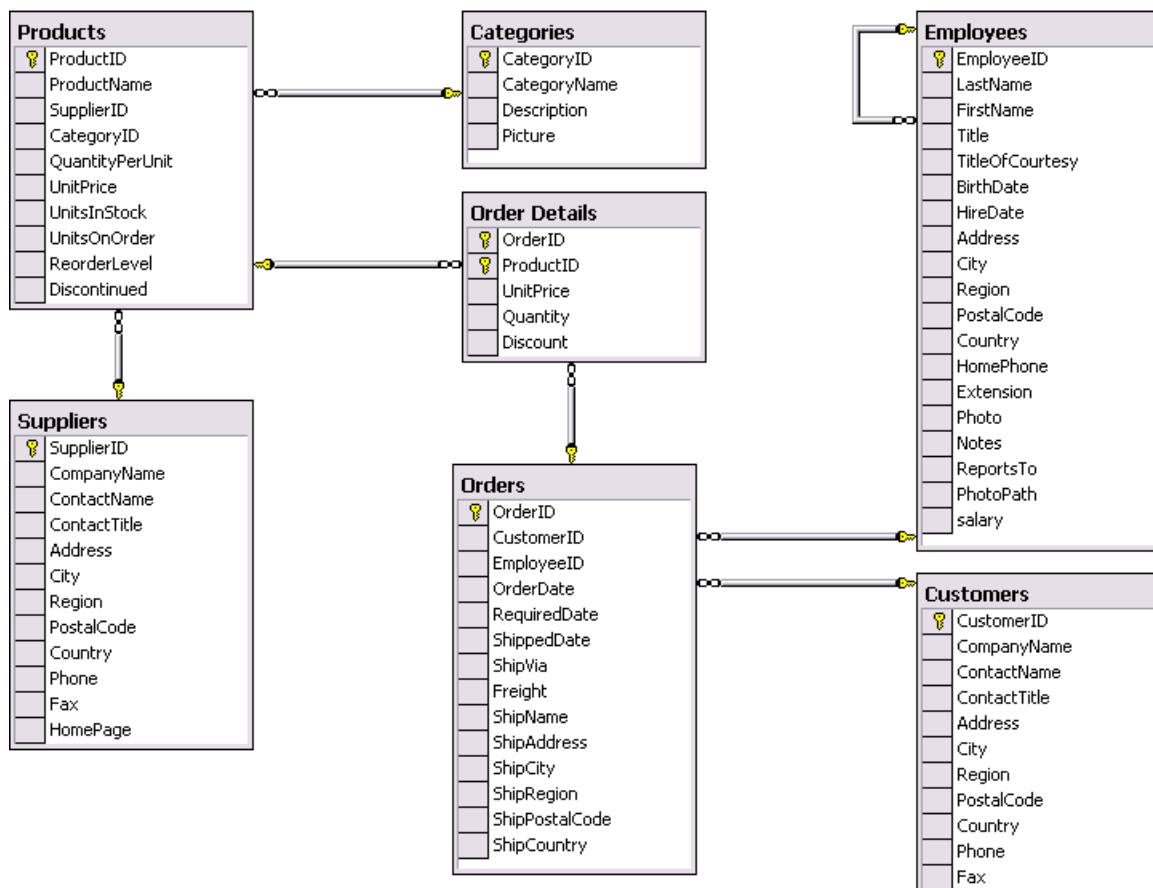 Products
ProductID
ProductName
SupplierID
CategoryID
QuantityPerUnit
UnitPrice
UnitsInStock
UnitsOnOrder
ReorderLevel
Discontinued
Categories
CategoryID
CategoryName
Description
Picture
Employees
EmployeeID
LastName
FirstName
Title
TitleOfCourtesy
BirthDate
HireDate
Address
City
Region
PostalCode
Country
HomePhone
Extension
Photo
Notes
ReportsTo
PhotoPath
salary
Order Details
OrderID
ProductID
UnitPrice
Quantity
Discount
Suppliers
SupplierID
CompanyName
ContactName
ContactTitle
Address
City
Region
PostalCode
Country
Phone
Fax
HomePage
Orders
OrderID
CustomerID
EmployeeID
OrderDate
RequiredDate
ShippedDate
ShipVia
Freight
ShipName
ShipAddress
ShipCity
ShipRegion
ShipPostalCode
ShipCountry
Customers
CustomerID
CompanyName
ContactName
ContactTitle
Address
City
Region
PostalCode
Country
Phone
Fax